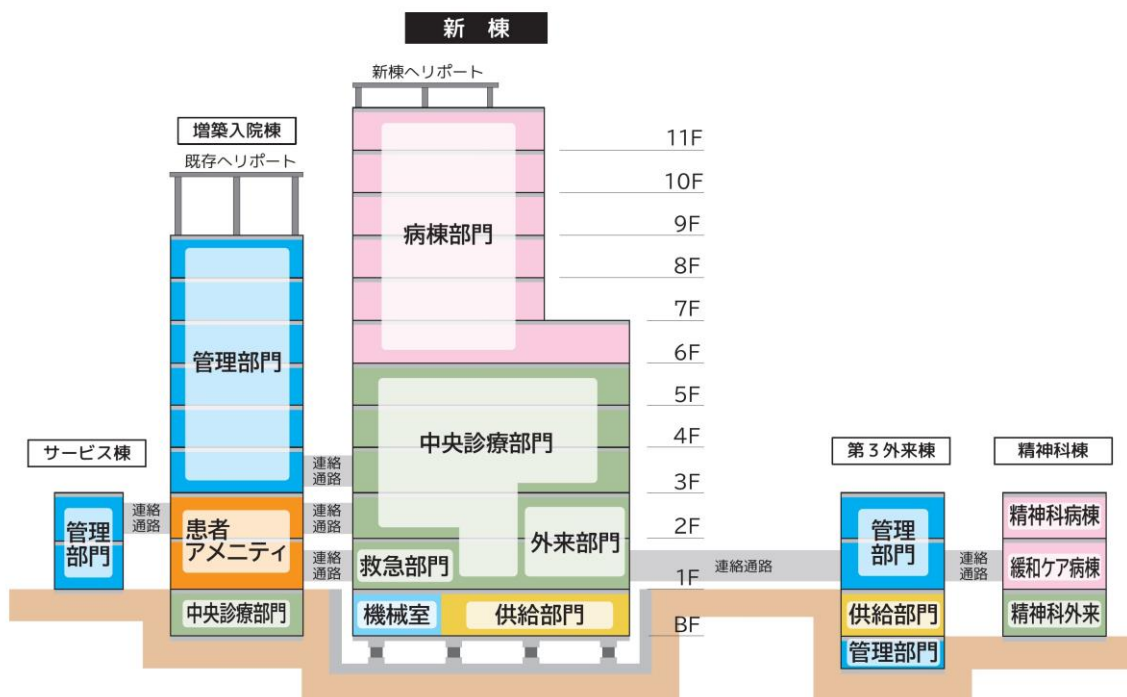 新 棟
新棟ヘリポート
増築入院棟
既存ヘリポート
11F
10F
9F
8F
7F
6F
5F
4F
3F
2F
1F
BF
病棟部門
管理部門
中央診療部門
サービス棟
第3外来棟
精神科棟
連絡
通路
連絡
通路
連絡
通路
連絡
通路
管理
部門
患者
アメニティ
外来部門
救急部門
連絡通路
管理
部門
連絡
通路
精神科病棟
緩和ケア病棟
中央診療部門
機械室
供給部門
供給部門
精神科外来
管理部門